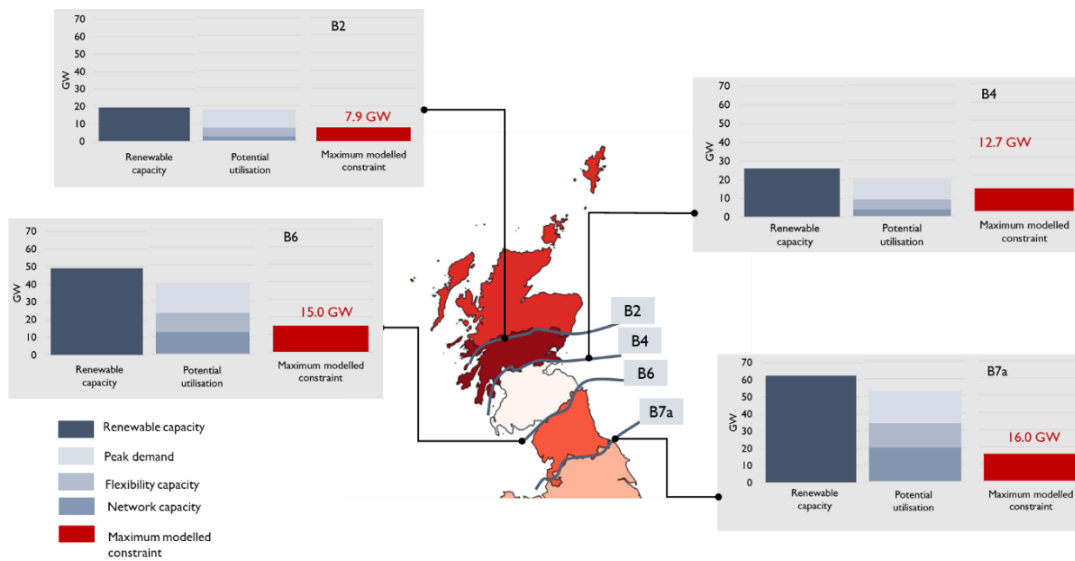 B2
70
60
50
40
30
20
10
0
GW
7.9 GW
Renewable
capacity
Potential
utilisation
Maximum modelled
constraint
B4
70
60
50
40
30
20
10
0
GW
12.7 GW
Renewable
capacity
Potential
utilisation
Maximum modelled
constraint
B6
70
60
50
40
30
20
10
0
GW
15.0 GW
Renewable
capacity
Potential
utilisation
Maximum modelled
constraint
B2
B4
B6
B7a
B7a
70
60
50
40
30
20
10
0
GW
16.0 GW
Renewable
capacity
Potential
utilisation
Maximum modelled
constraint
Renewable capacity
Peak demand
Flexibility capacity
Network capacity
Maximum modelled
constraint